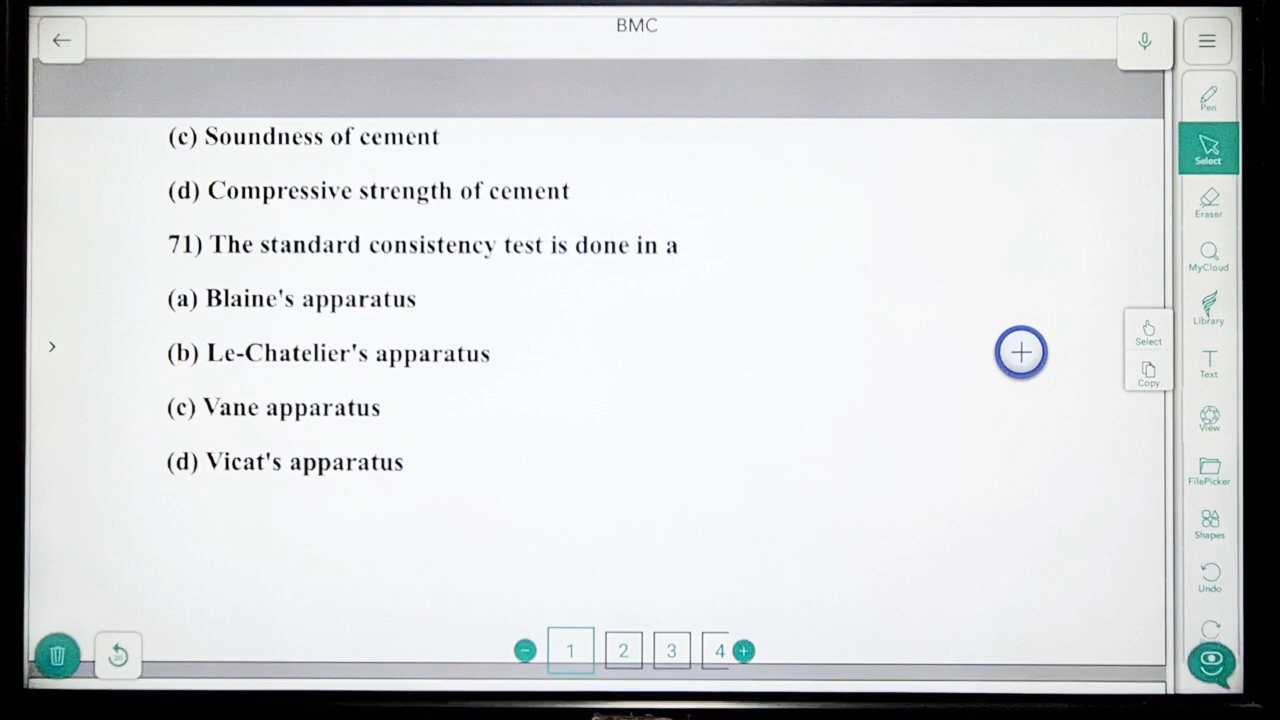 BMC
(c) Soundness of cement
(d) Compressive strength of cement
71) The standard consistency test is done in a
(a) Blaine's apparatus
(b) Le-Chatelier's apparatus
(c) Vane apparatus
(d) Vicat's apparatus
Pen
Select
Eraser
MyCloud
Library
Select
Copy
Text
View
FilePicker
Shapes
Undo
1 2 3 4